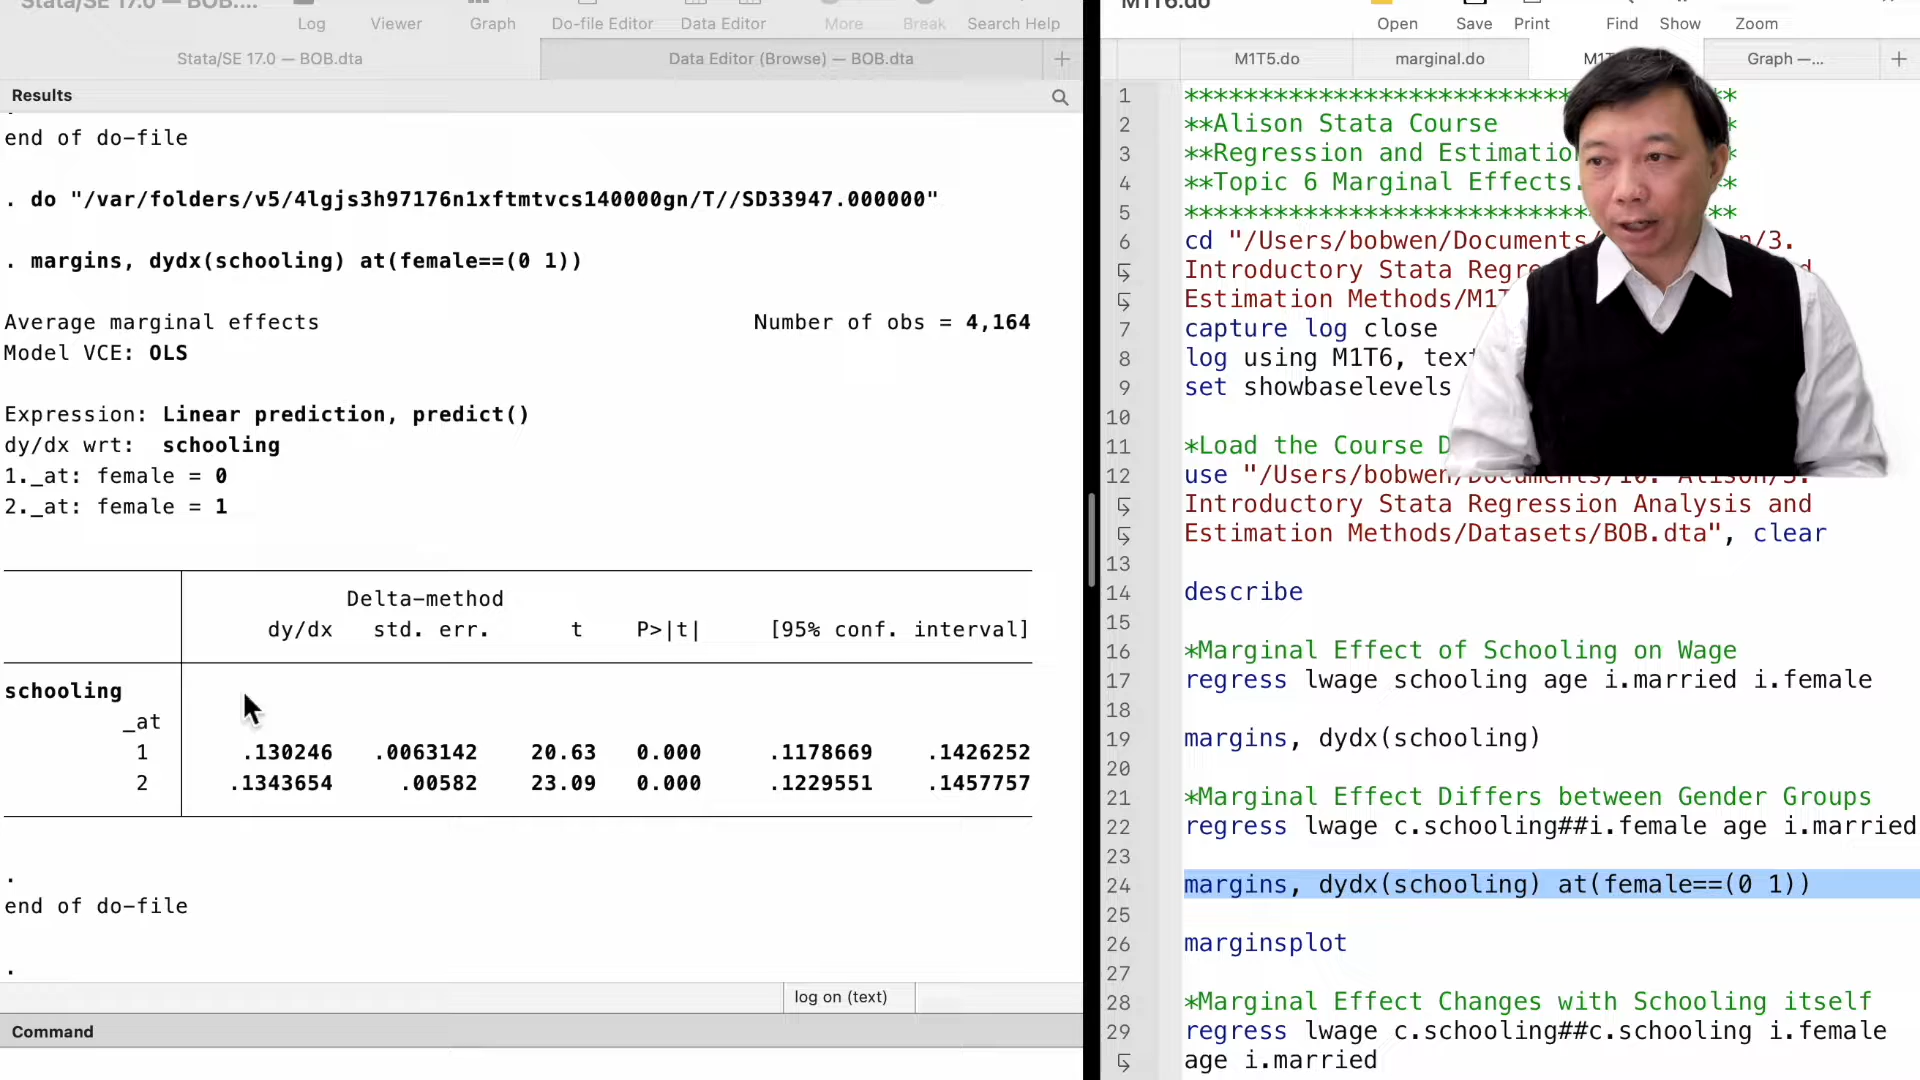 Stata/SE 17.0 — BOB....
Log Viewer Graph Do-file Editor Data Editor More Break Search Help
Stata/SE 17.0 — BOB.dta Data Editor (Browse) — BOB.dta +
Results
end of do-file
. do "/var/folders/v5/4lgjs3h97176n1xftmtvcs140000gn/T//SD33947.000000"
. margins, dydx(schooling) at(female==(0 1))
Average marginal effects Number of obs = 4,164
Model VCE: OLS
Expression: Linear prediction, predict()
dy/dx wrt: schooling
1._at: female = 0
2._at: female = 1
Delta-method
dy/dx std. err. t P>|t| [95% conf. interval]
schooling
_at
1 .130246 .0063142 20.63 0.000 .1178669 .1426252
2 .1343654 .00582 23.09 0.000 .1229551 .1457757
.
end of do-file
.
log on (text)
Command
M1T6.do
Open Save Print Find Show Zoom
M1T5.do marginal.do M1T Graph —... +
1 ****************************** **
2 **Alison Stata Course *
3 **Regression and Estimatio *
4 **Topic 6 Marginal Effects. *
5 ****************************** **
6 cd "/Users/bobwen/Documents/ n/3.
Introductory Stata Regre d
Estimation Methods/M1T
7 capture log close
8 log using M1T6, text
9 set showbaselevels
10
11 *Load the Course D
12 use "/Users/bobwen/Documents/10. Alison/3.
Introductory Stata Regression Analysis and
Estimation Methods/Datasets/BOB.dta", clear
13
14 describe
15
16 *Marginal Effect of Schooling on Wage
17 regress lwage schooling age i.married i.female
18
19 margins, dydx(schooling)
20
21 *Marginal Effect Differs between Gender Groups
22 regress lwage c.schooling##i.female age i.married
23
24 margins, dydx(schooling) at(female==(0 1))
25
26 marginsplot
27
28 *Marginal Effect Changes with Schooling itself
29 regress lwage c.schooling##c.schooling i.female
age i.married